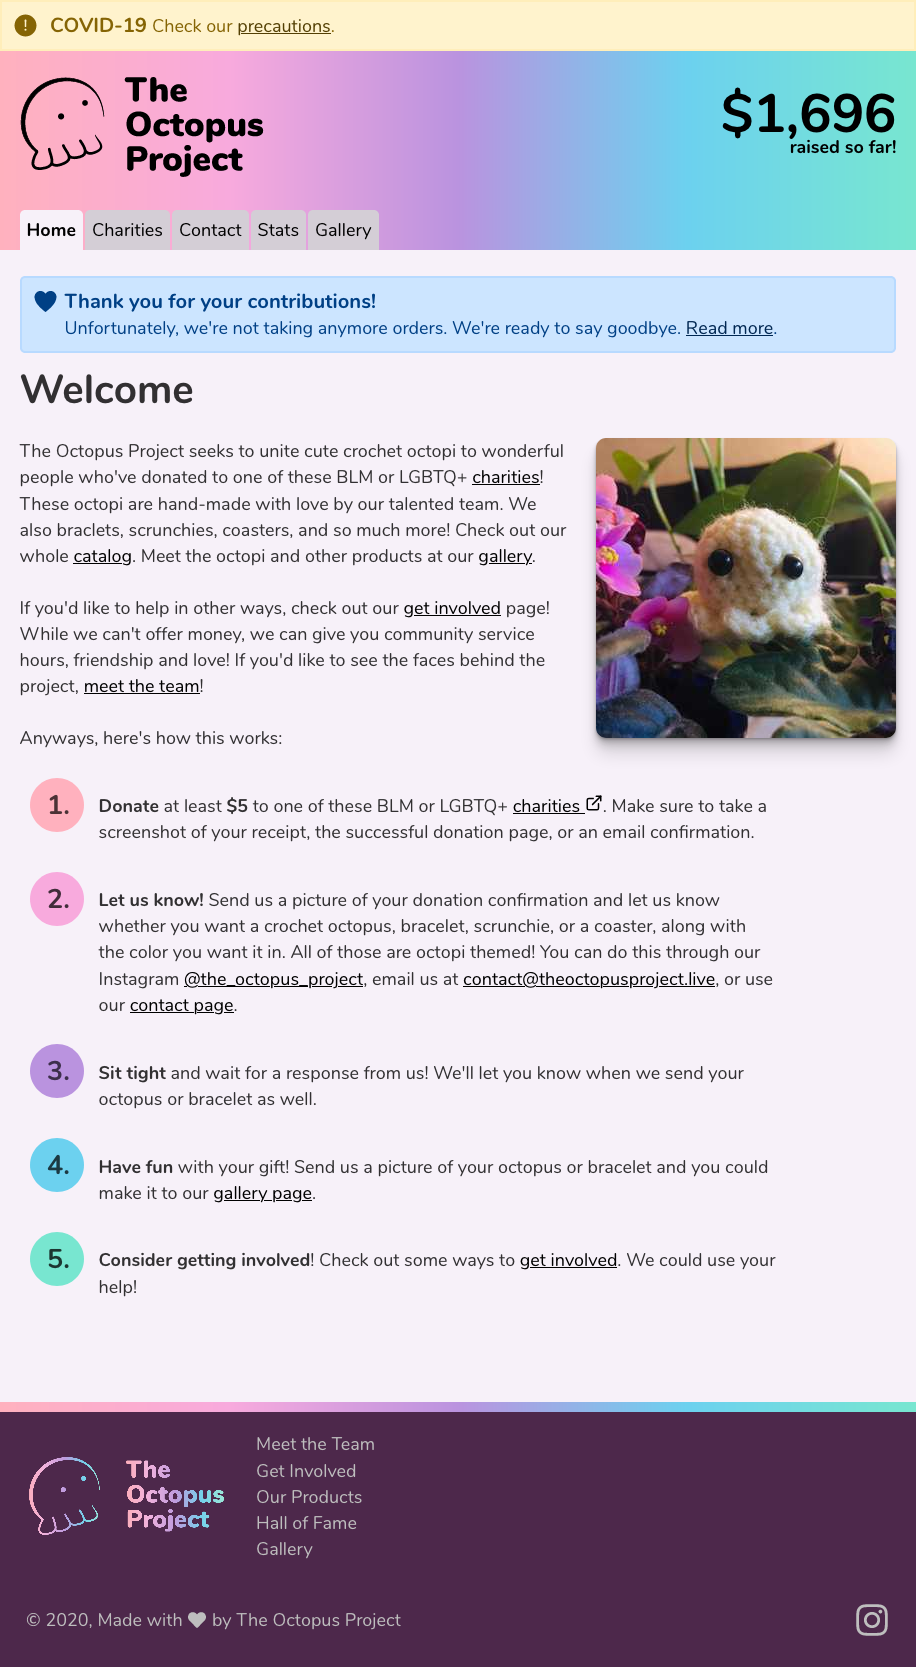 COVID-19 Check our precautions.
The
Octopus
Project
$1,696
raised so far!
Home Charities Contact Stats Gallery
Thank you for your contributions!
Unfortunately, we're not taking anymore orders. We're ready to say goodbye. Read more.
Welcome
The Octopus Project seeks to unite cute crochet octopi to wonderful
people who've donated to one of these BLM or LGBTQ+ charities!
These octopi are hand-made with love by our talented team. We
also braclets, scrunchies, coasters, and so much more! Check out our
whole catalog. Meet the octopi and other products at our gallery.
If you'd like to help in other ways, check out our get involved page!
While we can't offer money, we can give you community service
hours, friendship and love! If you'd like to see the faces behind the
project, meet the team!
Anyways, here's how this works:
1. Donate at least $5 to one of these BLM or LGBTQ+ charities. Make sure to take a
screenshot of your receipt, the successful donation page, or an email confirmation.
2. Let us know! Send us a picture of your donation confirmation and let us know
whether you want a crochet octopus, bracelet, scrunchie, or a coaster, along with
the color you want it in. All of those are octopi themed! You can do this through our
Instagram @the_octopus_project, email us at contact@theoctopusproject.live, or use
our contact page.
3. Sit tight and wait for a response from us! We'll let you know when we send your
octopus or bracelet as well.
4. Have fun with your gift! Send us a picture of your octopus or bracelet and you could
make it to our gallery page.
5. Consider getting involved! Check out some ways to get involved. We could use your
help!
The
Octopus
Project
Meet the Team
Get Involved
Our Products
Hall of Fame
Gallery
© 2020, Made with ♥ by The Octopus Project